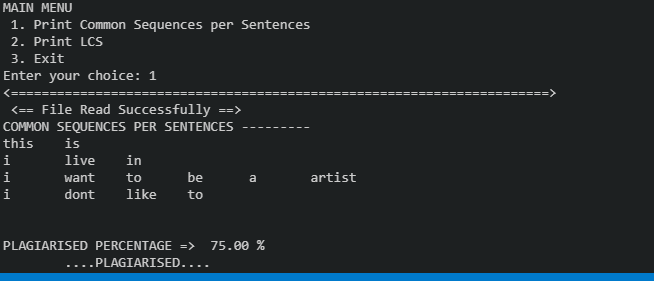 MAIN MENU
1. Print Common Sequences per Sentences
2. Print LCS
3. Exit
Enter your choice: 1
<======================================================================>
<== File Read Successfully ==>
COMMON SEQUENCES PER SENTENCES ---------
this    is
i       live    in
i       want    to      be      a       artist
i       dont    like    to
PLAGIARISED PERCENTAGE =>  75.00 %
....PLAGIARISED....